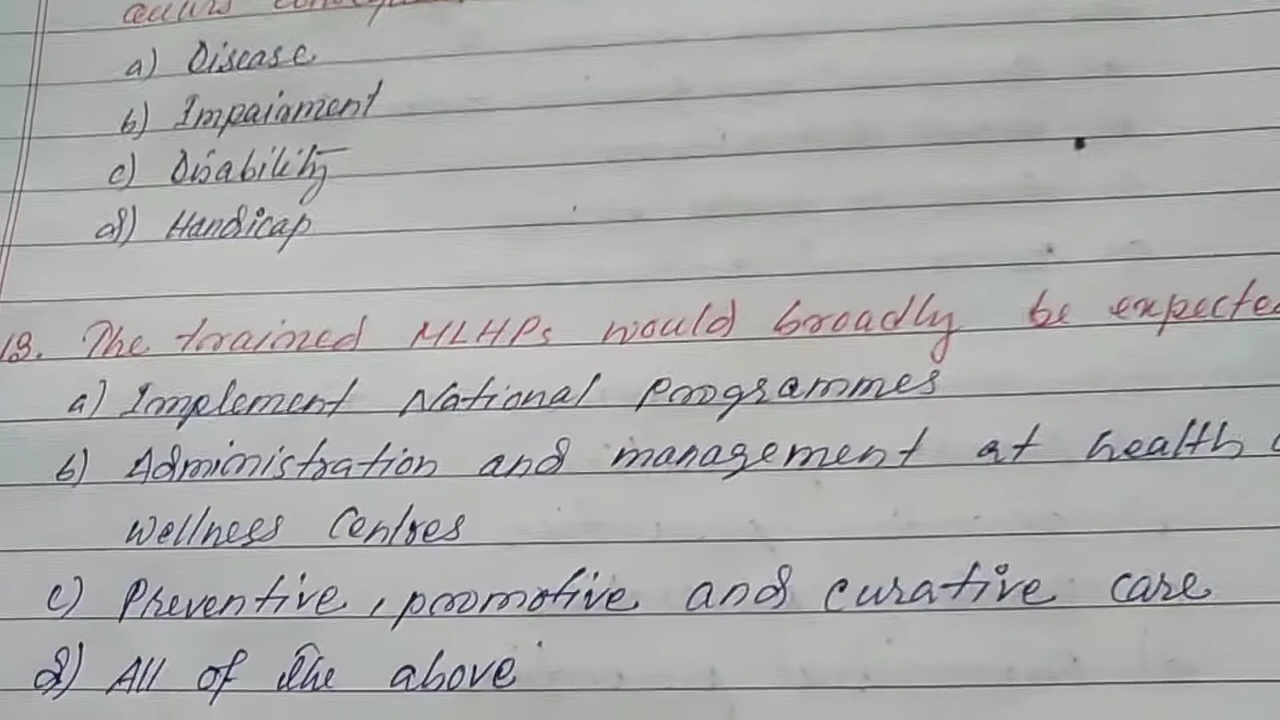 a) Disease
b) Impairment
c) Disability
d) Handicap
13. The trained MLHPs would broadly be
a) Implement National Programmes
b) Administration and management at health
wellness Centres
c) Preventive, promotive and curative care
d) All of the above